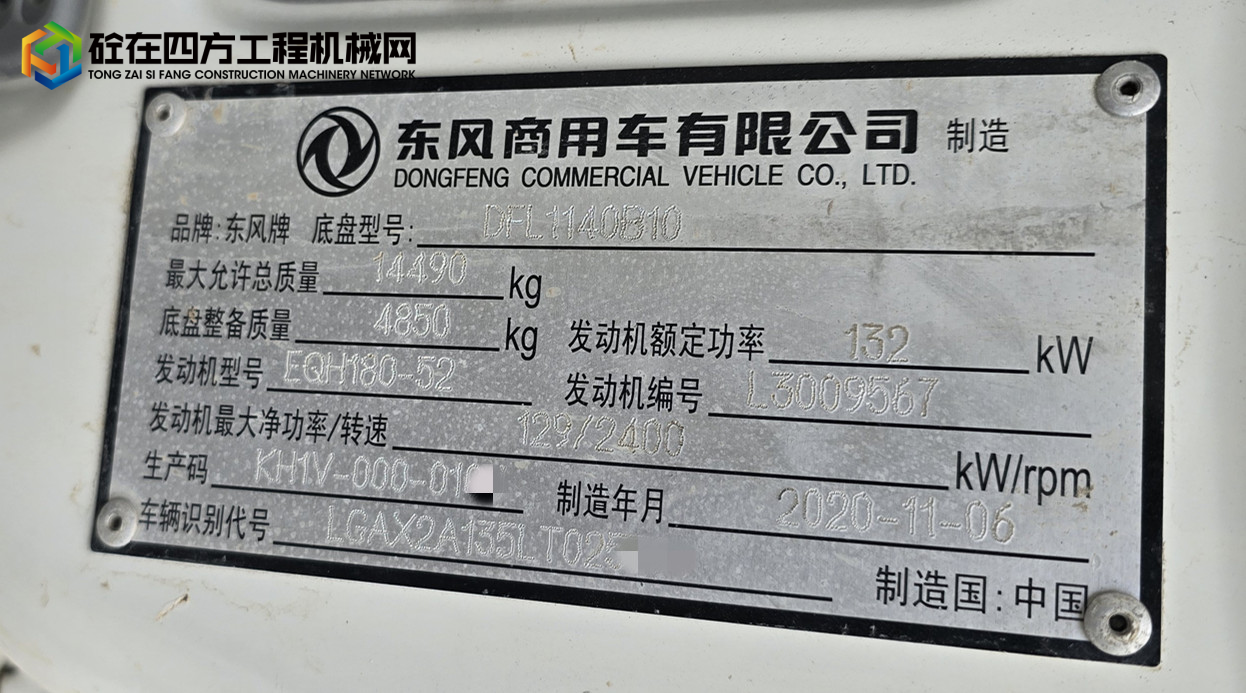 砼在四方工程机械网
TONG ZAI SI FANG CONSTRUCTION MACHINERY NETWORK
东风商用车有限公司 制造
DONGFENG COMMERCIAL VEHICLE CO., LTD.
品牌:东风牌 底盘型号: DFL1140B10
最大允许总质量 14490 kg
底盘整备质量 4850 kg 发动机额定功率 132 kW
发动机型号 EQH180-52 发动机编号 L3009567
发动机最大净功率/转速 129/2400 kW/rpm
生产码 KH1V-000-01 制造年月 2020-11-06
车辆识别代号 LGAX2A135LT025
制造国:中国